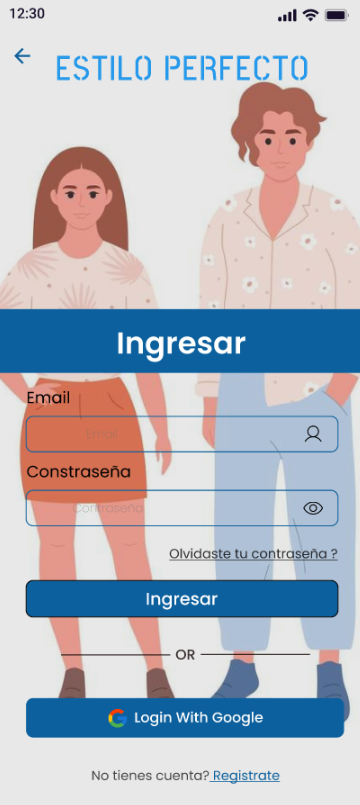 12:30
ESTILO PERFECTO
Ingresar
Email
Email
Constraseña
Contraseña
Olvidaste tu contraseña ?
Ingresar
OR
Login With Google
No tienes cuenta? Registrate